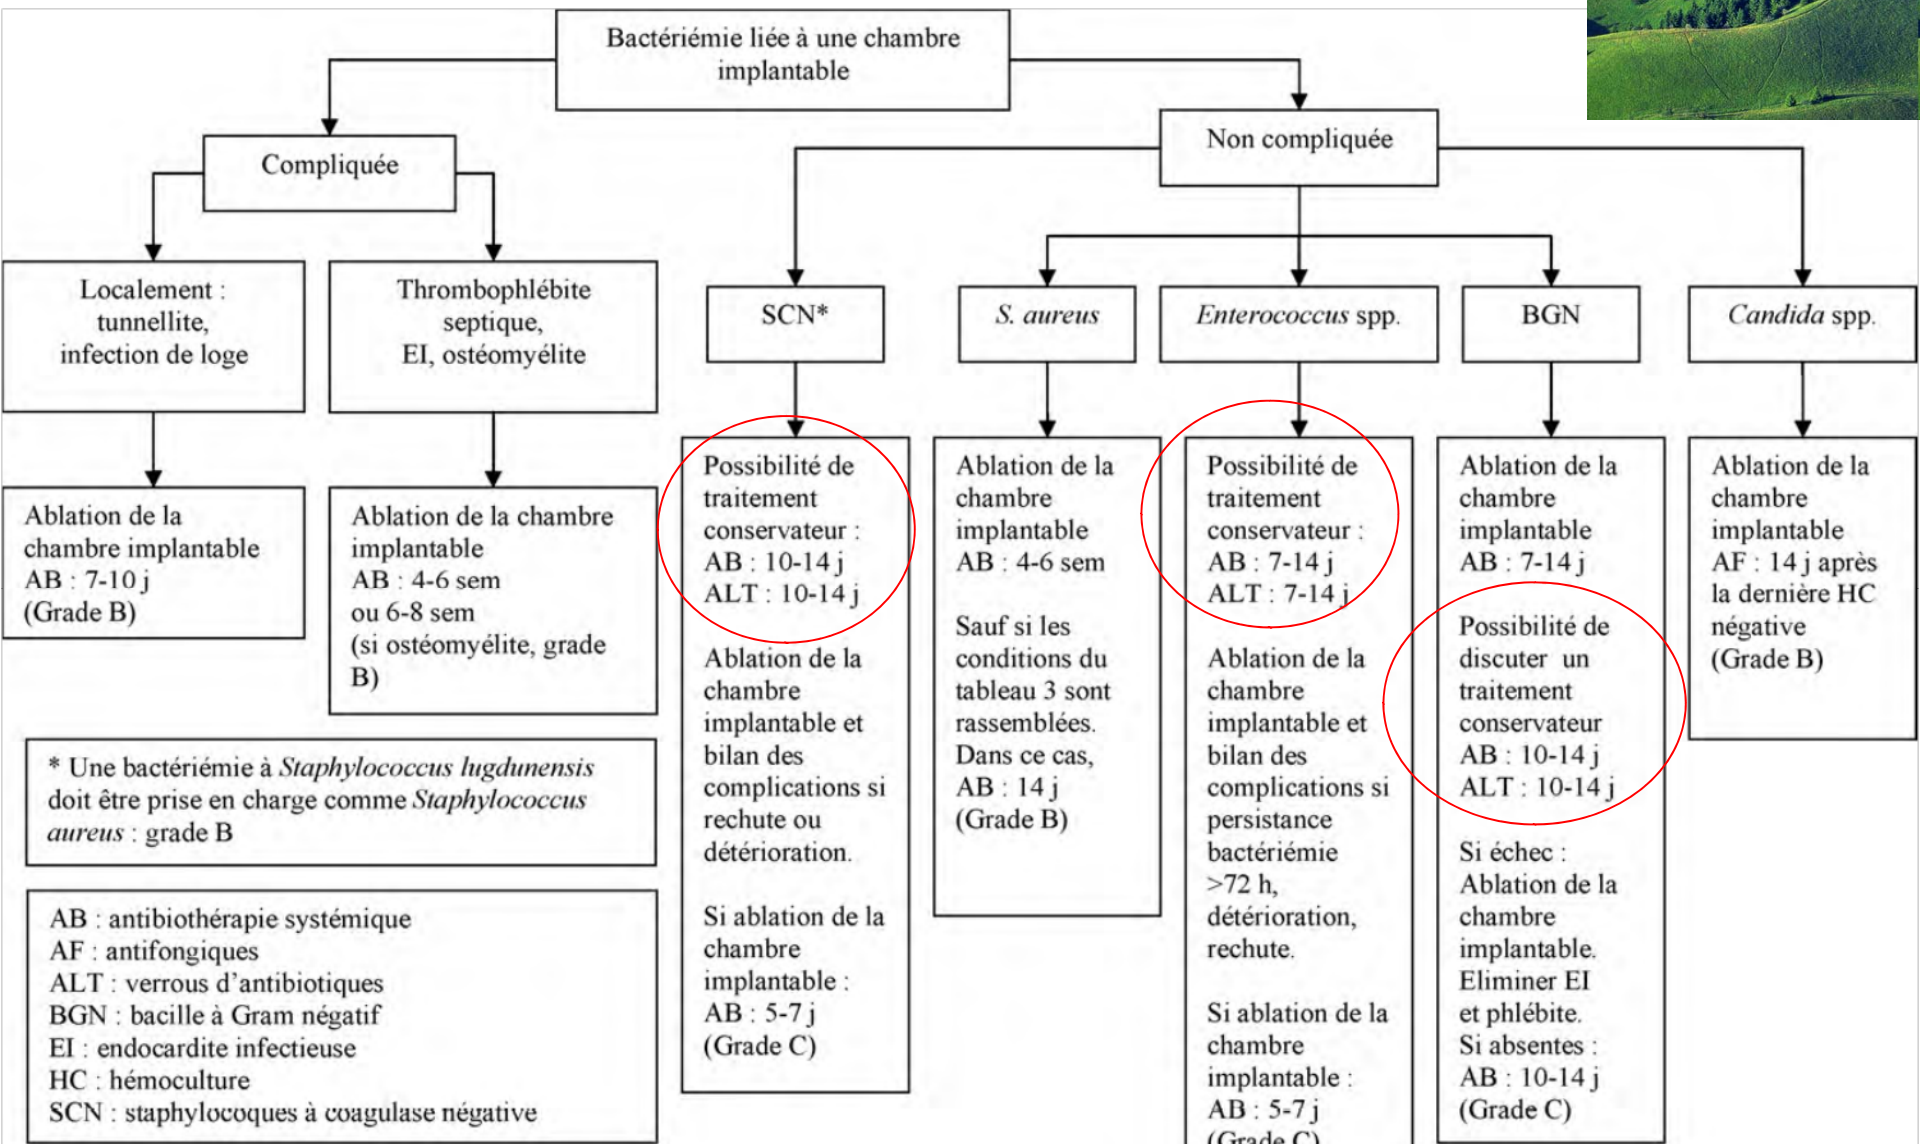 Bactériémie liée à une chambre
implantable
Compliquée
Non compliquée
Localement :
tunnellite,
infection de loge
Thrombophlébite
septique,
EI, ostéomyélite
SCN*
S. aureus
Enterococcus spp.
BGN
Candida spp.
Ablation de la
chambre implantable
AB : 7-10 j
(Grade B)
Ablation de la chambre
implantable
AB : 4-6 sem
ou 6-8 sem
(si ostéomyélite, grade
B)
Possibilité de
traitement
conservateur :
AB : 10-14 j
ALT : 10-14 j
Ablation de la
chambre
implantable et
bilan des
complications si
rechute ou
détérioration.
Si ablation de la
chambre
implantable :
AB : 5-7 j
(Grade C)
Ablation de la
chambre
implantable
AB : 4-6 sem
Sauf si les
conditions du
tableau 3 sont
rassemblées.
Dans ce cas,
AB : 14 j
(Grade B)
Possibilité de
traitement
conservateur :
AB : 7-14 j
ALT : 7-14 j
Ablation de la
chambre
implantable et
bilan des
complications si
persistance
bactériémie
>72 h,
détérioration,
rechute.
Si ablation de la
chambre
implantable :
AB : 5-7 j
(Grade C)
Ablation de la
chambre
implantable
AB : 7-14 j
Possibilité de
discuter un
traitement
conservateur
AB : 10-14 j
ALT : 10-14 j
Si échec :
Ablation de la
chambre
implantable.
Eliminer EI
et phlébite.
Si absentes :
AB : 10-14 j
(Grade C)
Ablation de la
chambre
implantable
AF : 14 j après
la dernière HC
négative
(Grade B)
* Une bactériémie à Staphylococcus lugdunensis
doit être prise en charge comme Staphylococcus
aureus : grade B
AB : antibiothérapie systémique
AF : antifongiques
ALT : verrous d'antibiotiques
BGN : bacille à Gram négatif
EI : endocardite infectieuse
HC : hémoculture
SCN : staphylocoques à coagulase négative